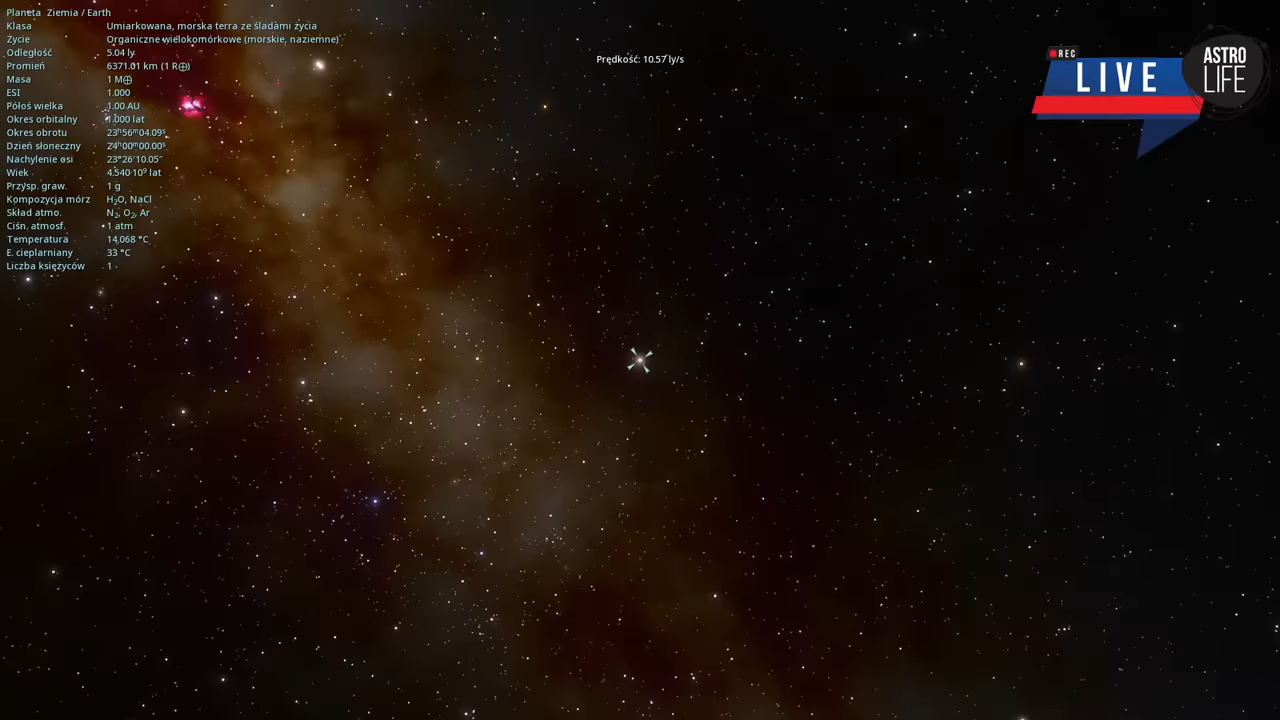 Planeta Ziemia / Earth
Klasa Umiarkowana, morska terra ze śladami życia
Życie Organiczne wielokomórkowe (morskie, naziemne)
Odległość 5.04 ly
Promień 6371.01 km (1 R⊕)
Masa 1 M⊕
ESI 1.000
Półoś wielka 1.00 AU
Okres orbitalny 1.000 lat
Okres obrotu 23ʰ56ᵐ04.09ˢ
Dzień słoneczny 24ʰ00ᵐ00.00ˢ
Nachylenie osi 23°26′10.05″
Wiek 4.540·10⁹ lat
Przysp. graw. 1 g
Kompozycja mórz H₂O, NaCl
Skład atmo. N₂, O₂, Ar
Ciśn. atmosf. 1 atm
Temperatura 14.068 °C
E. cieplarniany 33 °C
Liczba księżyców 1
Prędkość: 10.57 ly/s
REC
LIVE
ASTRO
LIFE